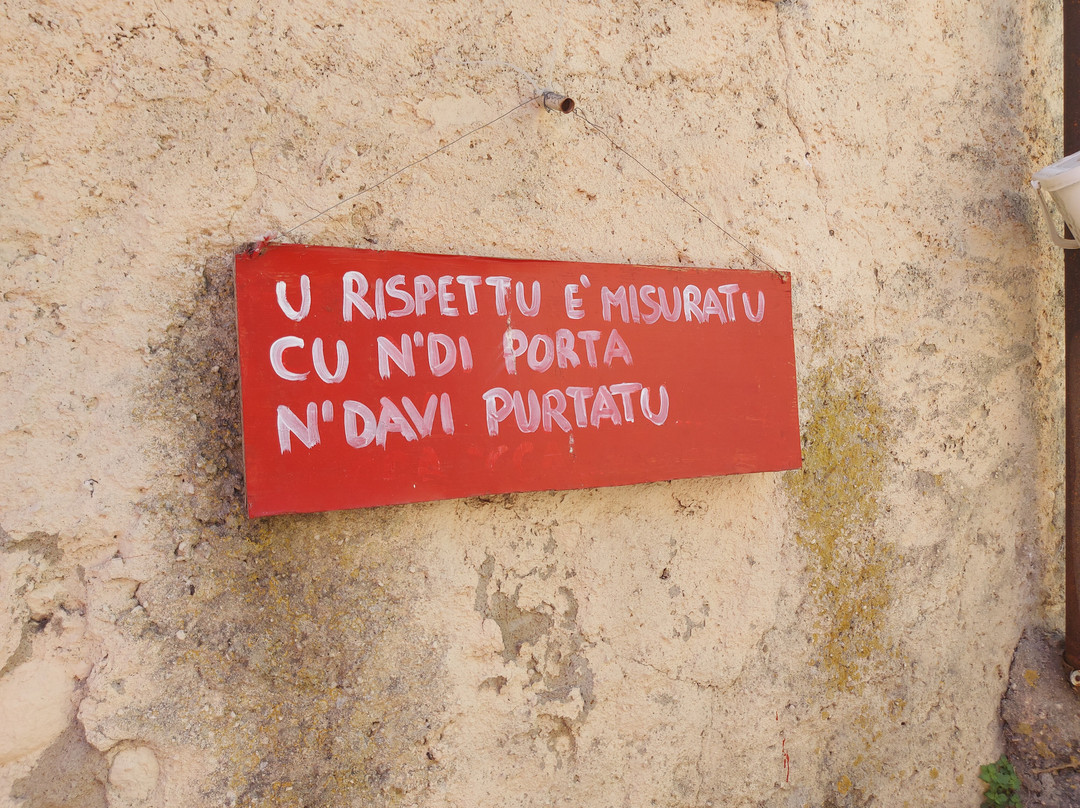 U RISPETTU E' MISURATU
CU N'DI PORTA
N'DAVI PURTATU